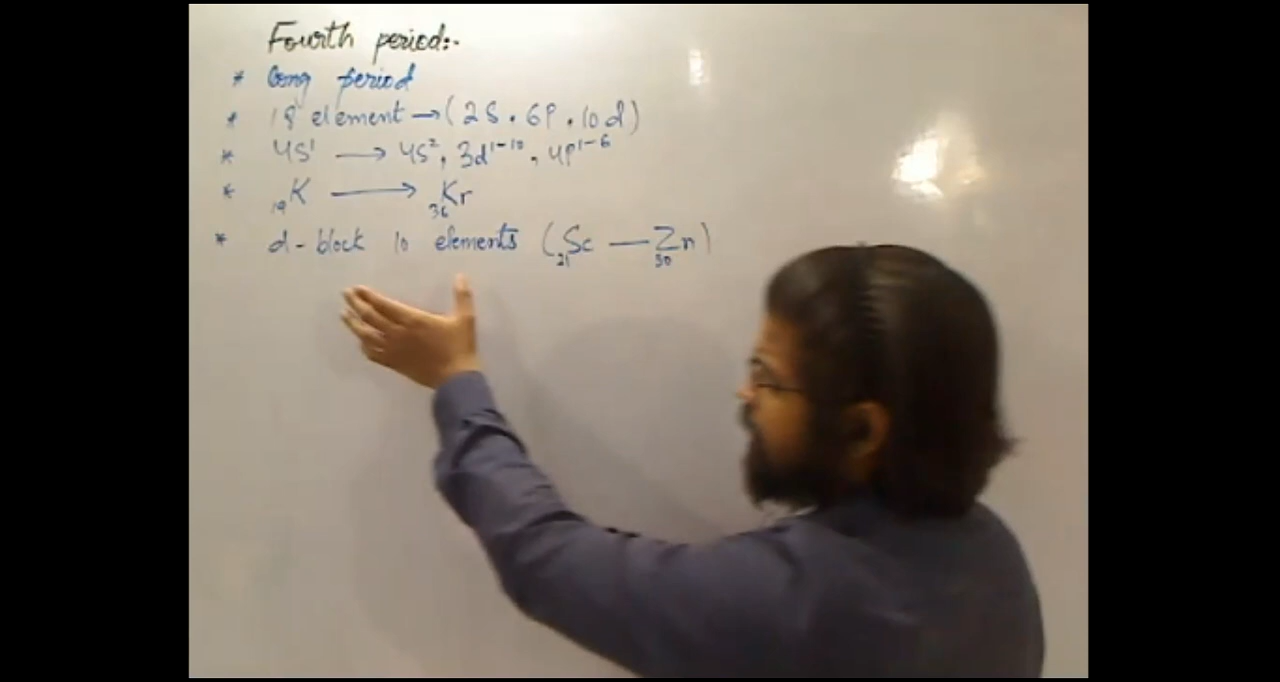 Fourth period:-
* long period
* 18 element → (2S . 6P . 10d)
* 4S¹ → 4S², 3d¹⁻¹⁰, 4P¹⁻⁶
* ₁₉K → ₃₆Kr
* d-block 10 elements (₂₁Sc — ₃₀Zn)